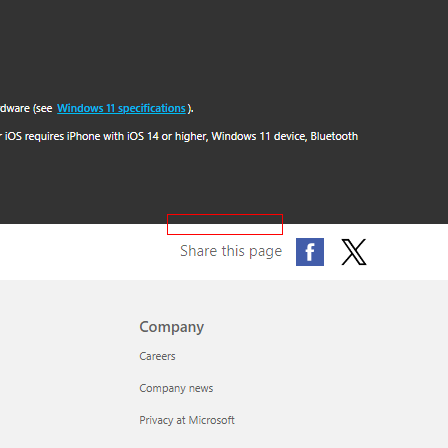 dware (see Windows 11 specifications).
iOS requires iPhone with iOS 14 or higher, Windows 11 device, Bluetooth
Share this page
Company
Careers
Company news
Privacy at Microsoft